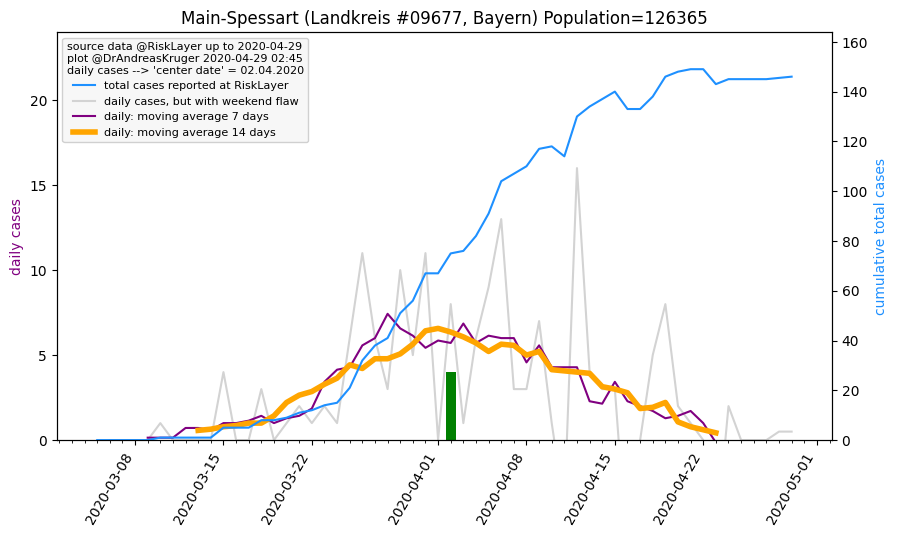 Main-Spessart (Landkreis #09677, Bayern) Population=126365
source data @RiskLayer up to 2020-04-29
plot @DrAndreasKruger 2020-04-29 02:45
daily cases --> 'center date' = 02.04.2020
total cases reported at RiskLayer
daily cases, but with weekend flaw
daily: moving average 7 days
daily: moving average 14 days
daily cases
20
15
10
5
0
160
140
120
100
80
60
40
20
0
cumulative total cases
2020-03-08
2020-03-15
2020-03-22
2020-04-01
2020-04-08
2020-04-15
2020-04-22
2020-05-01